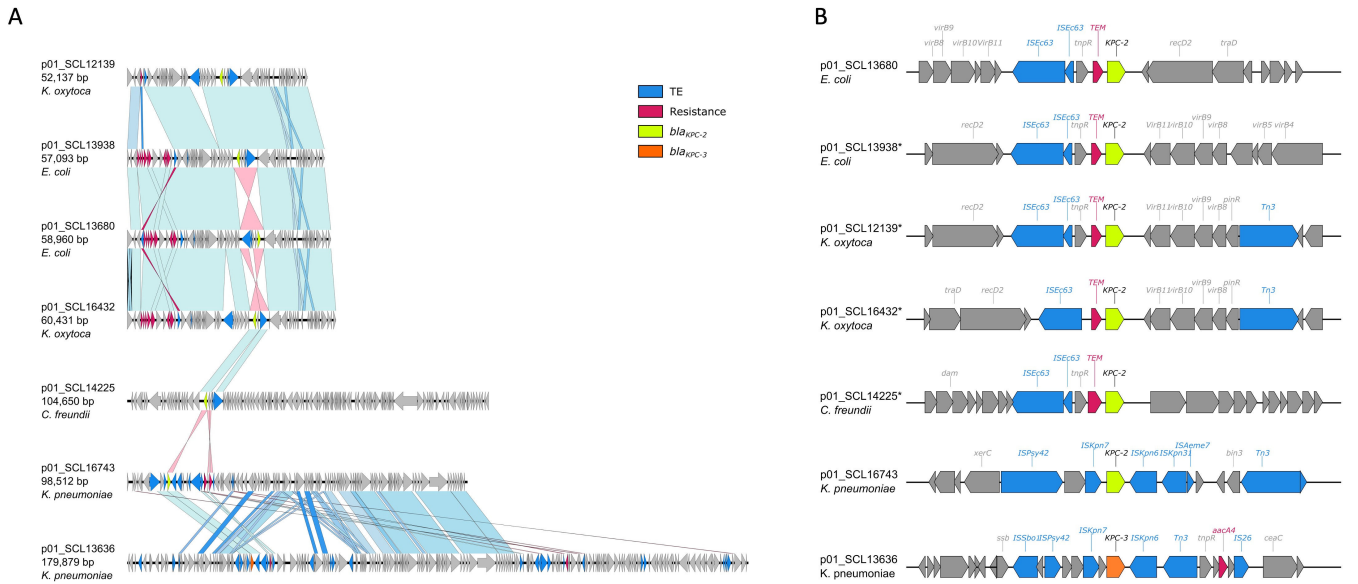 A
p01_SCL12139
52,137 bp
K. oxytoca
p01_SCL13938
57,093 bp
E. coli
p01_SCL13680
58,960 bp
E. coli
p01_SCL16432
60,431 bp
K. oxytoca
p01_SCL14225
104,650 bp
C. freundii
p01_SCL16743
98,512 bp
K. pneumoniae
p01_SCL13636
179,879 bp
K. pneumoniae
TE
Resistance
blaKPC-2
blaKPC-3
B
virB9 ISEc63 TEM
virB8 virB10 VirB11 ISEc63 tnpR KPC-2 recD2 traD
p01_SCL13680
E. coli
ISEc63 TEM virB9
recD2 ISEc63 tnpR KPC-2 VirB11 virB10 virB8 virB5 virB4
p01_SCL13938*
E. coli
ISEc63 TEM virB9 pinR
recD2 ISEc63 tnpR KPC-2 VirB11 virB10 virB8 Tn3
p01_SCL12139*
K. oxytoca
TEM virB9 pinR
traD recD2 ISEc63 KPC-2 VirB11 virB10 virB8 Tn3
p01_SCL16432*
K. oxytoca
ISEc63 TEM
dam ISEc63 tnpR KPC-2
p01_SCL14225*
C. freundii
ISKpn7 ISAeme7
xerC ISPsy42 KPC-2 ISKpn6 ISKpn31 bin3 Tn3
p01_SCL16743
K. pneumoniae
ISKpn7 aacA4
ssb ISSbo1 ISPsy42 KPC-3 ISKpn6 Tn3 tnpR IS26 ceaC
p01_SCL13636
K. pneumoniae